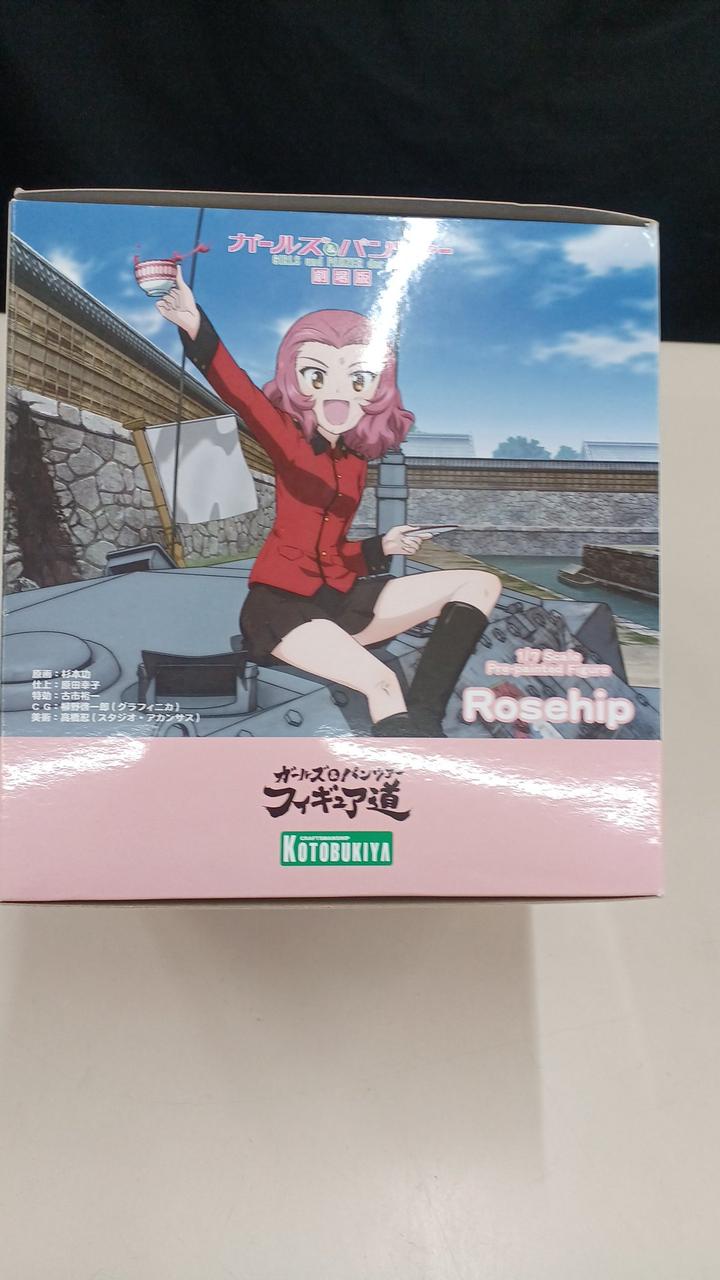 ガールズ&パンツァー
GIRLS und PANZER der
劇場版
原画:杉本功
仕上:原田幸子
特効:古市裕一
CG:柳野啓一郎(グラフィニカ)
美術:高橋忍(スタジオ・アカンサス)
1/7 Scale
Pre-painted Figure
Rosehip
ガールズ&パンツァー
フィギュア道
CRAFTSMANSHIP
KOTOBUKIYA